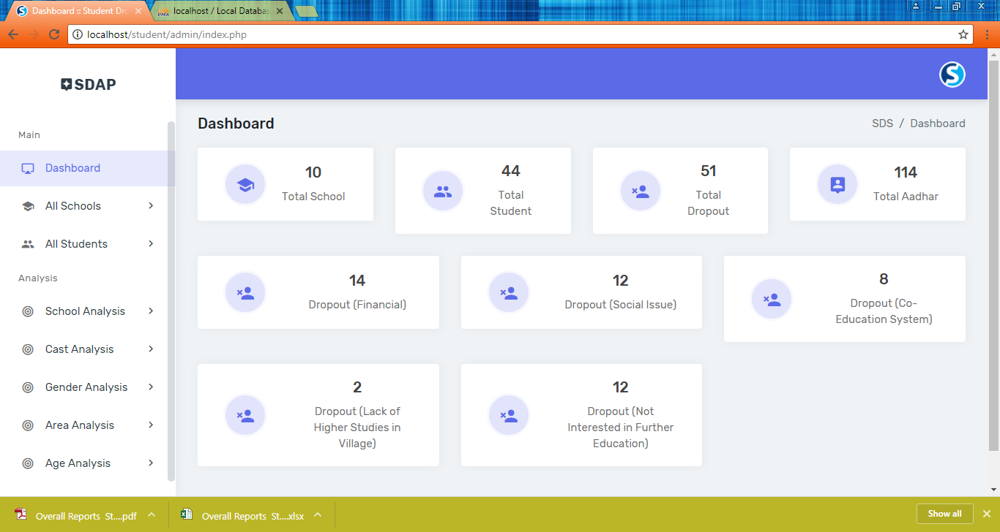 Dashboard :: Student Dro
localhost / Local Databas
localhost/student/admin/index.php
SDAP
Main
Dashboard
All Schools
All Students
Analysis
School Analysis
Cast Analysis
Gender Analysis
Area Analysis
Age Analysis
Dashboard
SDS / Dashboard
10
Total School
44
Total
Student
51
Total
Dropout
114
Total Aadhar
14
Dropout (Financial)
12
Dropout (Social Issue)
8
Dropout (Co-
Education System)
2
Dropout (Lack of
Higher Studies in
Village)
12
Dropout (Not
Interested in Further
Education)
Overall Reports St....pdf
Overall Reports St....xlsx
Show all